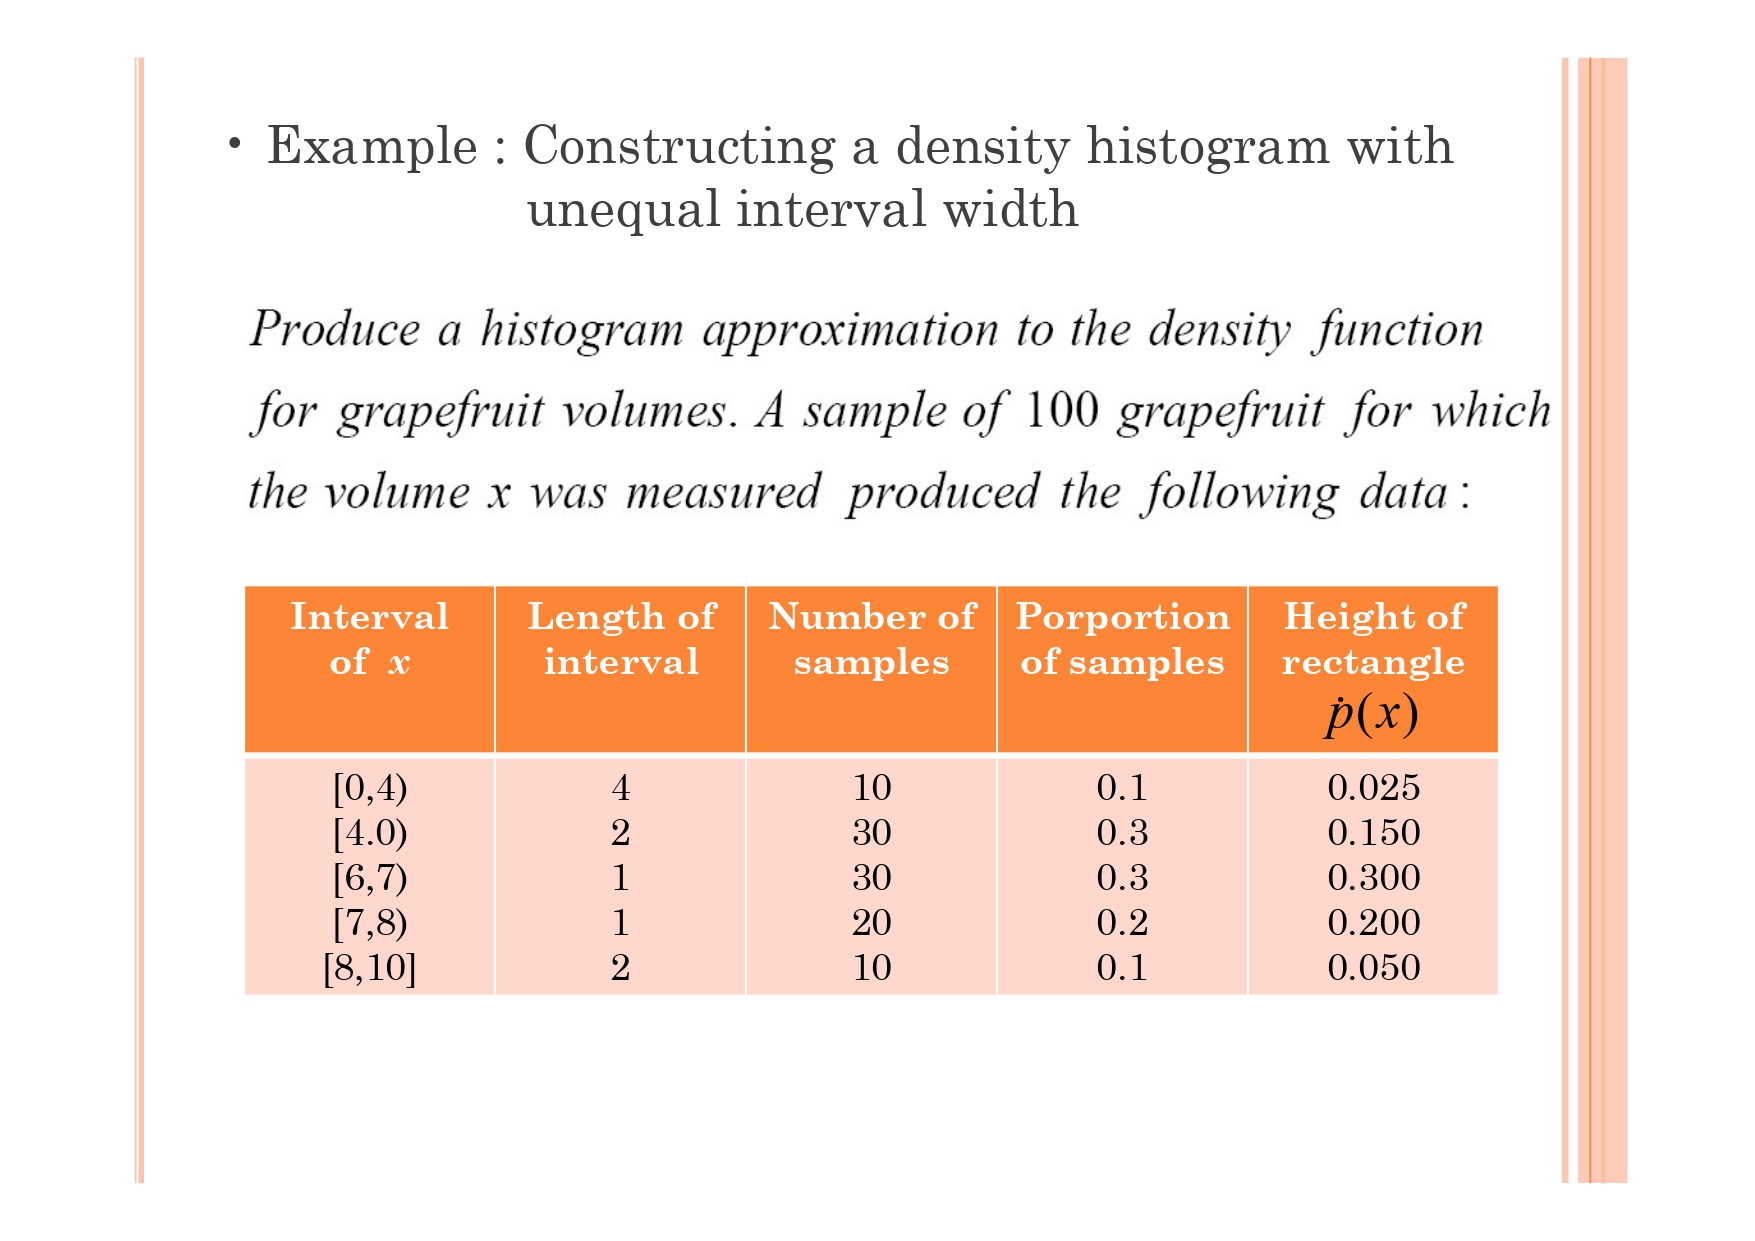 • Example : Constructing a density histogram with
unequal interval width
Produce a histogram approximation to the density function
for grapefruit volumes. A sample of 100 grapefruit for which
the volume x was measured produced the following data :
Interval of x Length of interval Number of samples Porportion of samples Height of rectangle ṗ(x)
[0,4) 4 10 0.1 0.025
[4.0) 2 30 0.3 0.150
[6,7) 1 30 0.3 0.300
[7,8) 1 20 0.2 0.200
[8,10] 2 10 0.1 0.050